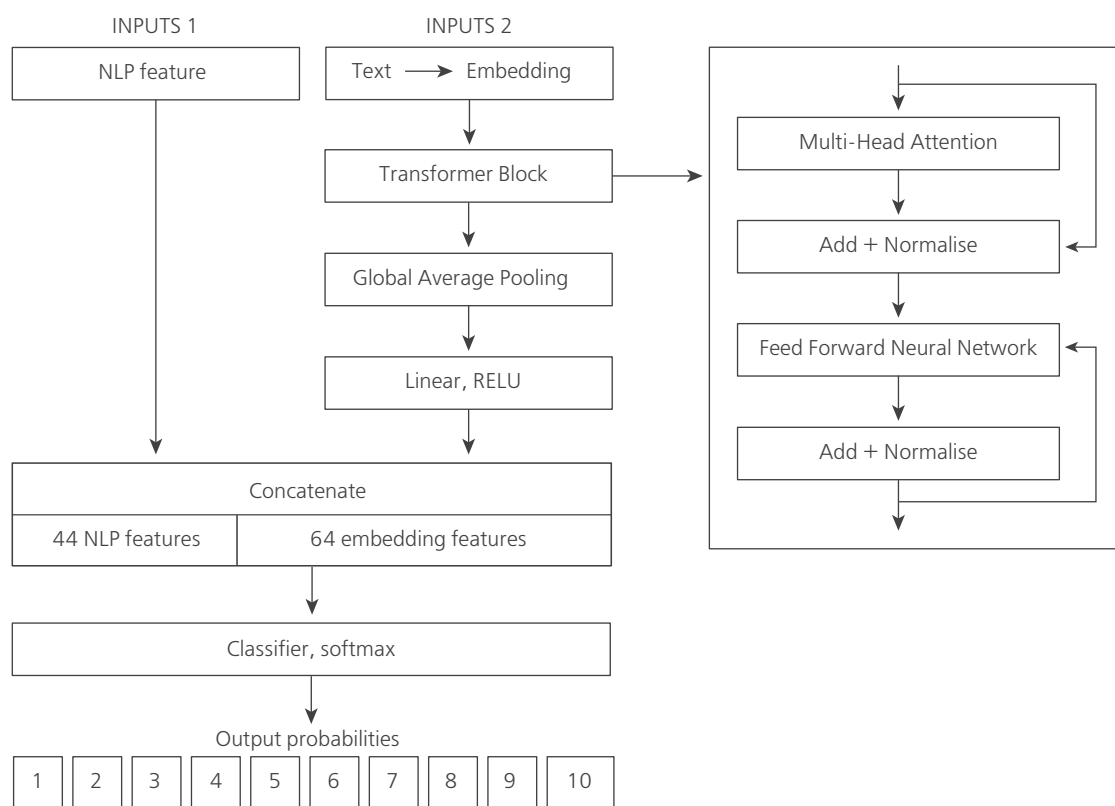 INPUTS 1
NLP feature
INPUTS 2
Text Embedding
Transformer Block
Global Average Pooling
Linear, RELU
Concatenate
44 NLP features
64 embedding features
Classifier, softmax
Output probabilities
1 2 3 4 5 6 7 8 9 10
Multi-Head Attention
Add + Normalise
Feed Forward Neural Network
Add + Normalise